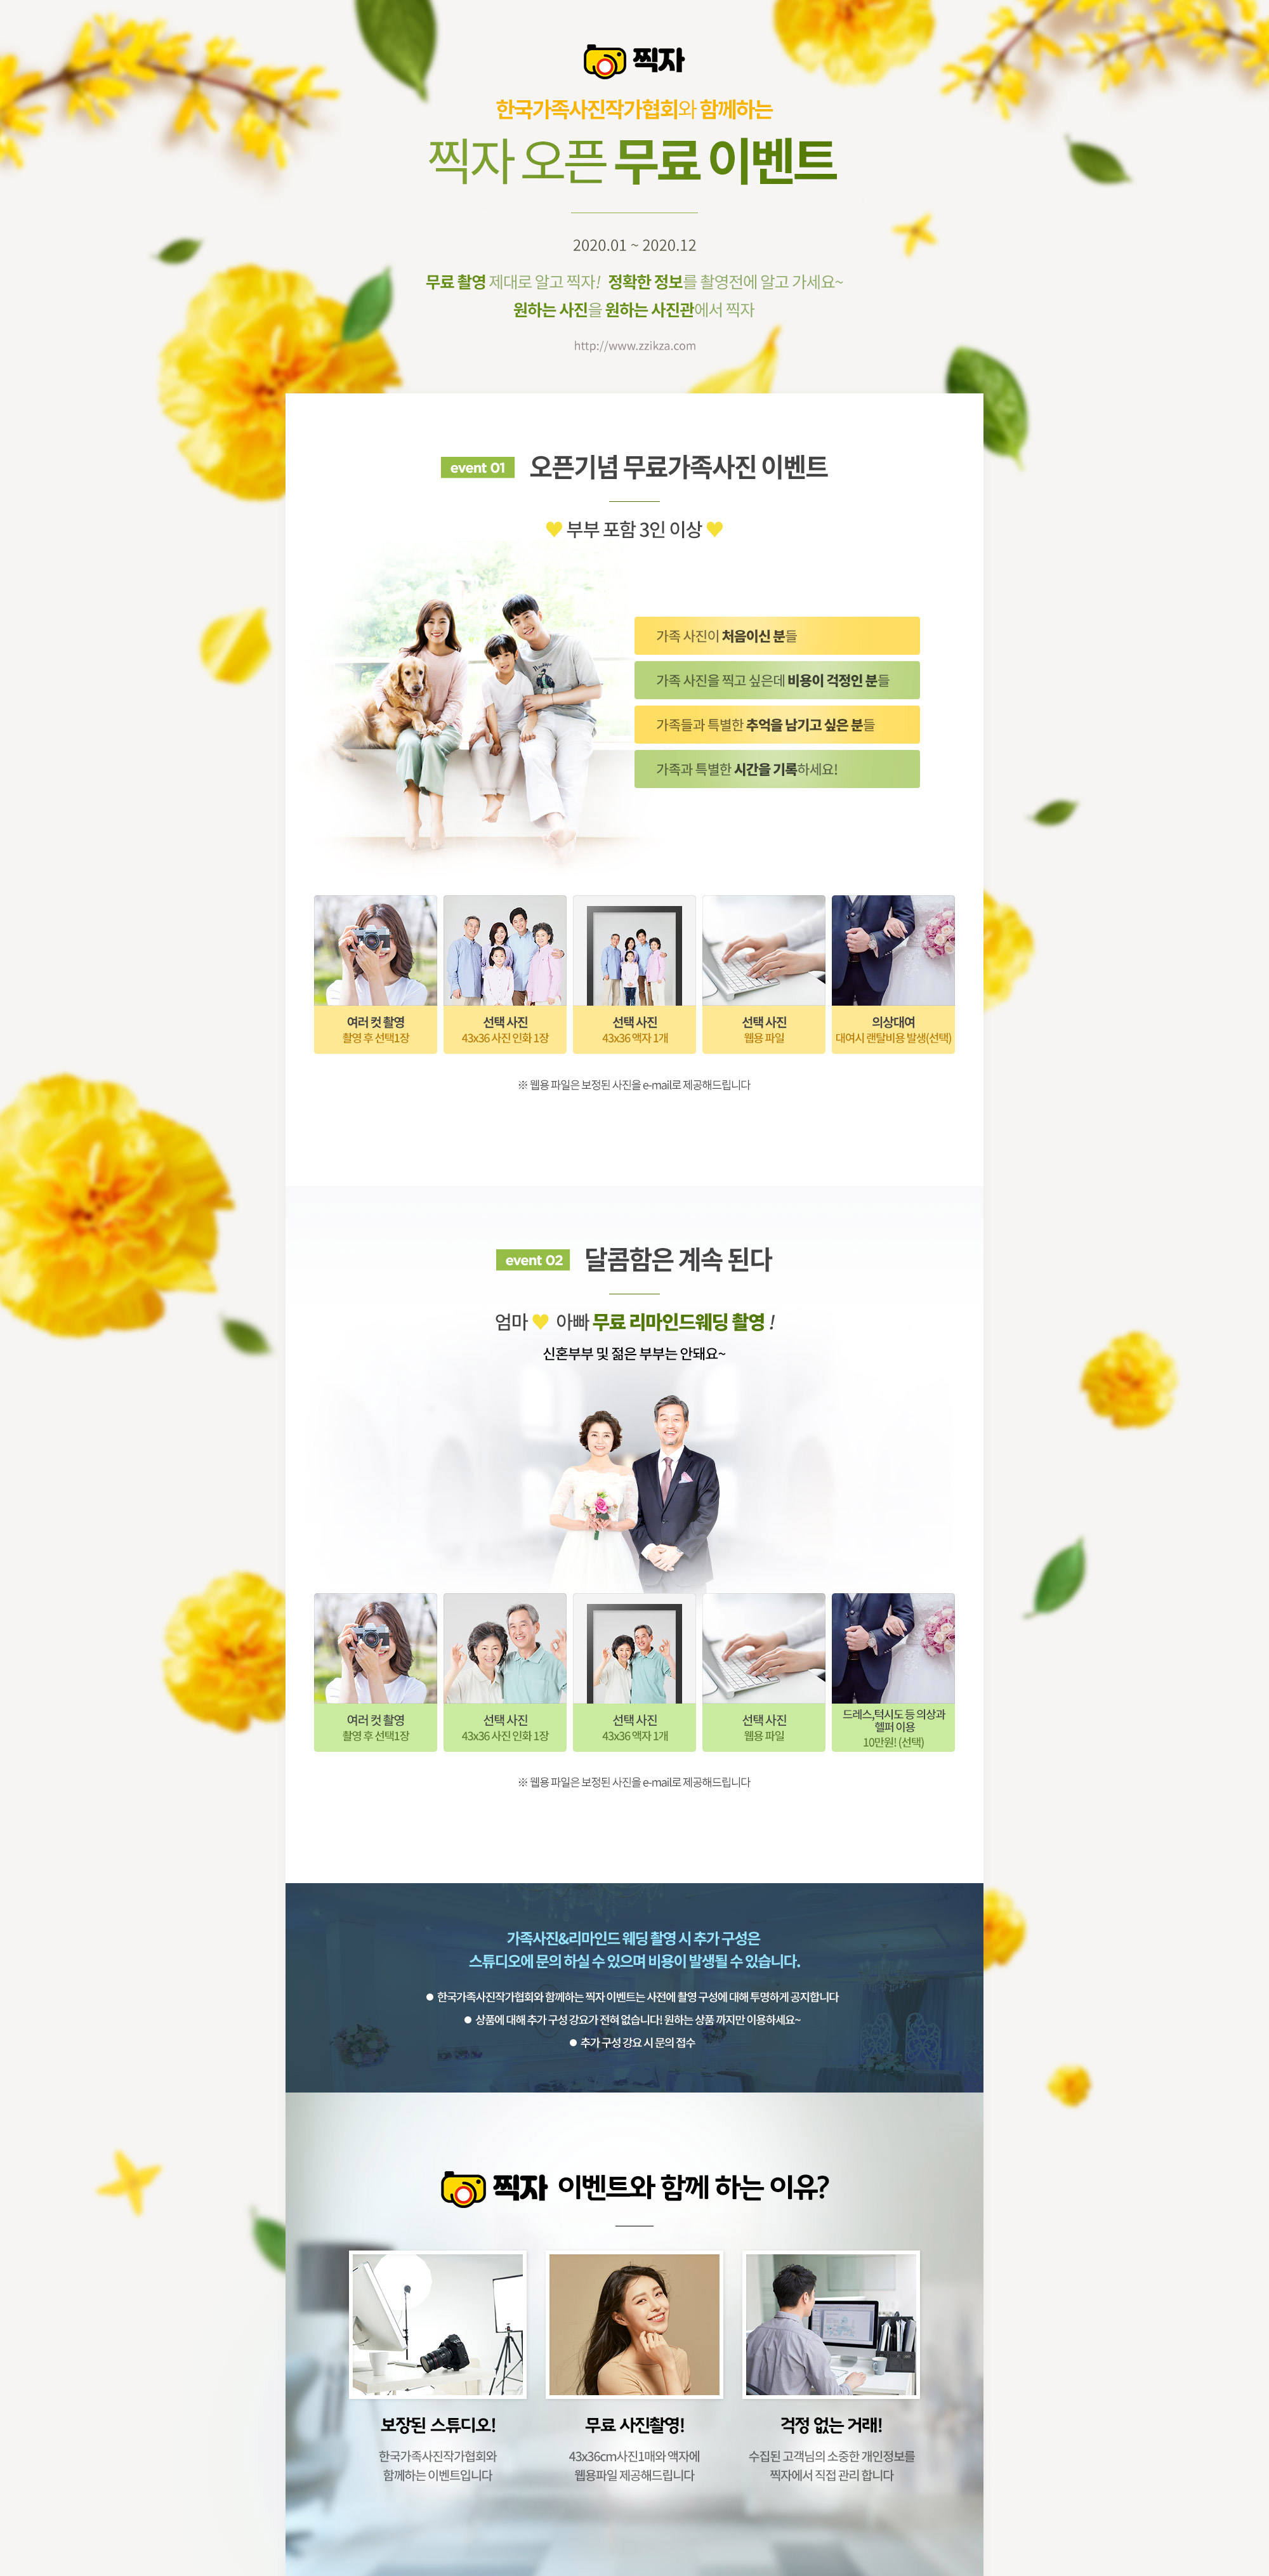 찍자
한국가족사진작가협회와 함께하는
찍자 오픈 무료 이벤트
2020.01 ~ 2020.12
무료 촬영 제대로 알고 찍자! 정확한 정보를 촬영전에 알고 가세요~
원하는 사진을 원하는 사진관에서 찍자
http://www.zzikza.com
event 01 오픈기념 무료가족사진 이벤트
♥ 부부 포함 3인 이상 ♥
가족 사진이 처음이신 분들
가족 사진을 찍고 싶은데 비용이 걱정인 분들
가족들과 특별한 추억을 남기고 싶은 분들
가족과 특별한 시간을 기록하세요!
여러 컷 촬영
촬영 후 선택1장
선택 사진
43x36 사진 인화 1장
선택 사진
43x36 액자 1개
선택 사진
웹용 파일
의상대여
대여시 랜탈비용 발생(선택)
※ 웹용 파일은 보정된 사진을 e-mail로 제공해드립니다
event 02 달콤함은 계속 된다
엄마 ♥ 아빠 무료 리마인드웨딩 촬영 !
신혼부부 및 젊은 부부는 안돼요~
여러 컷 촬영
촬영 후 선택1장
선택 사진
43x36 사진 인화 1장
선택 사진
43x36 액자 1개
선택 사진
웹용 파일
드레스,턱시도 등 의상과
헬퍼 이용
10만원! (선택)
※ 웹용 파일은 보정된 사진을 e-mail로 제공해드립니다
가족사진&리마인드 웨딩 촬영 시 추가 구성은
스튜디오에 문의 하실 수 있으며 비용이 발생될 수 있습니다.
● 한국가족사진작가협회와 함께하는 찍자 이벤트는 사전에 촬영 구성에 대해 투명하게 공지합니다
● 상품에 대해 추가 구성 강요가 전혀 없습니다! 원하는 상품 까지만 이용하세요~
● 추가 구성 강요 시 문의 접수
찍자 이벤트와 함께 하는 이유?
보장된 스튜디오!
한국가족사진작가협회와
함께하는 이벤트입니다
무료 사진촬영!
43x36cm사진1매와 액자에
웹용파일 제공해드립니다
걱정 없는 거래!
수집된 고객님의 소중한 개인정보를
찍자에서 직접 관리 합니다